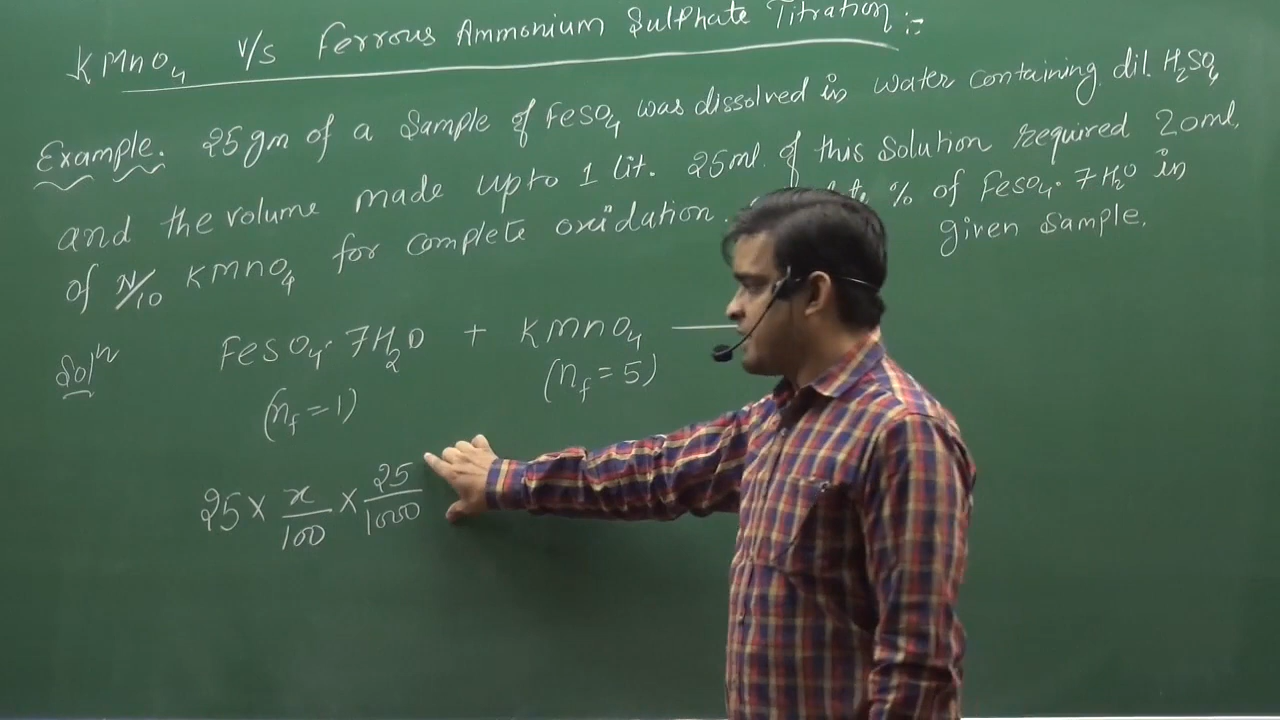 KMnO₄ v/s Ferrous Ammonium Sulphate Titration :-
Example. 25 gm of a sample of FeSO₄ was dissolved in water containing dil. H₂SO₄
and the volume made upto 1 lit. 25 ml. of this solution required 20 ml.
of N/10 KMnO₄ for complete oxidation. % of FeSO₄·7H₂O in
given sample.
Solⁿ FeSO₄·7H₂O + KMnO₄ —
(n_f = 1) (n_f = 5)
25 × x/100 × 25/1000